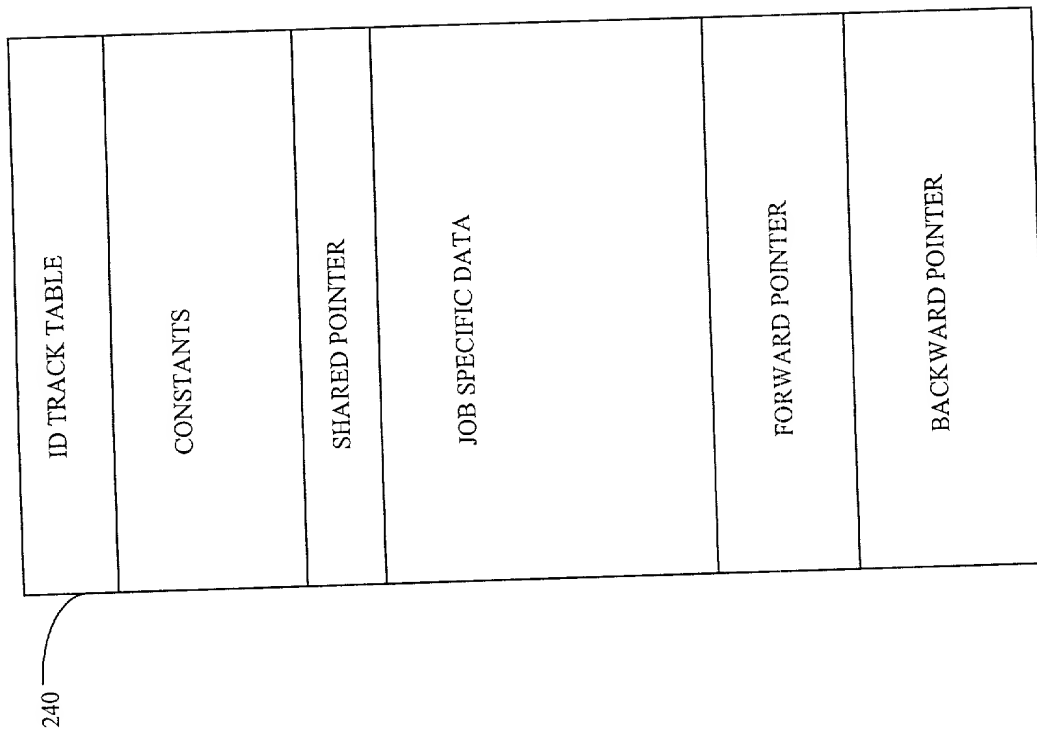 240
ID TRACK TABLE
CONSTANTS
SHARED POINTER
JOB SPECIFIC DATA
FORWARD POINTER
BACKWARD POINTER